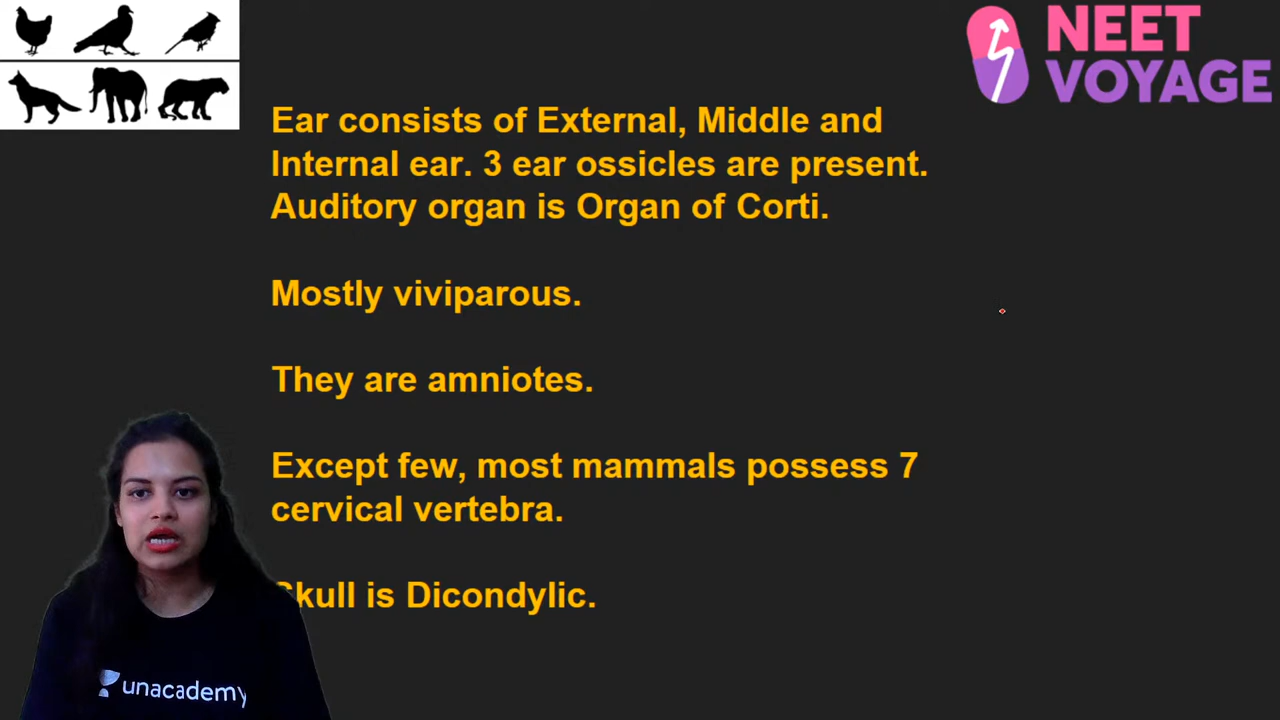 NEET
VOYAGE
Ear consists of External, Middle and
Internal ear. 3 ear ossicles are present.
Auditory organ is Organ of Corti.
Mostly viviparous.
They are amniotes.
Except few, most mammals possess 7
cervical vertebra.
Skull is Dicondylic.
unacademy